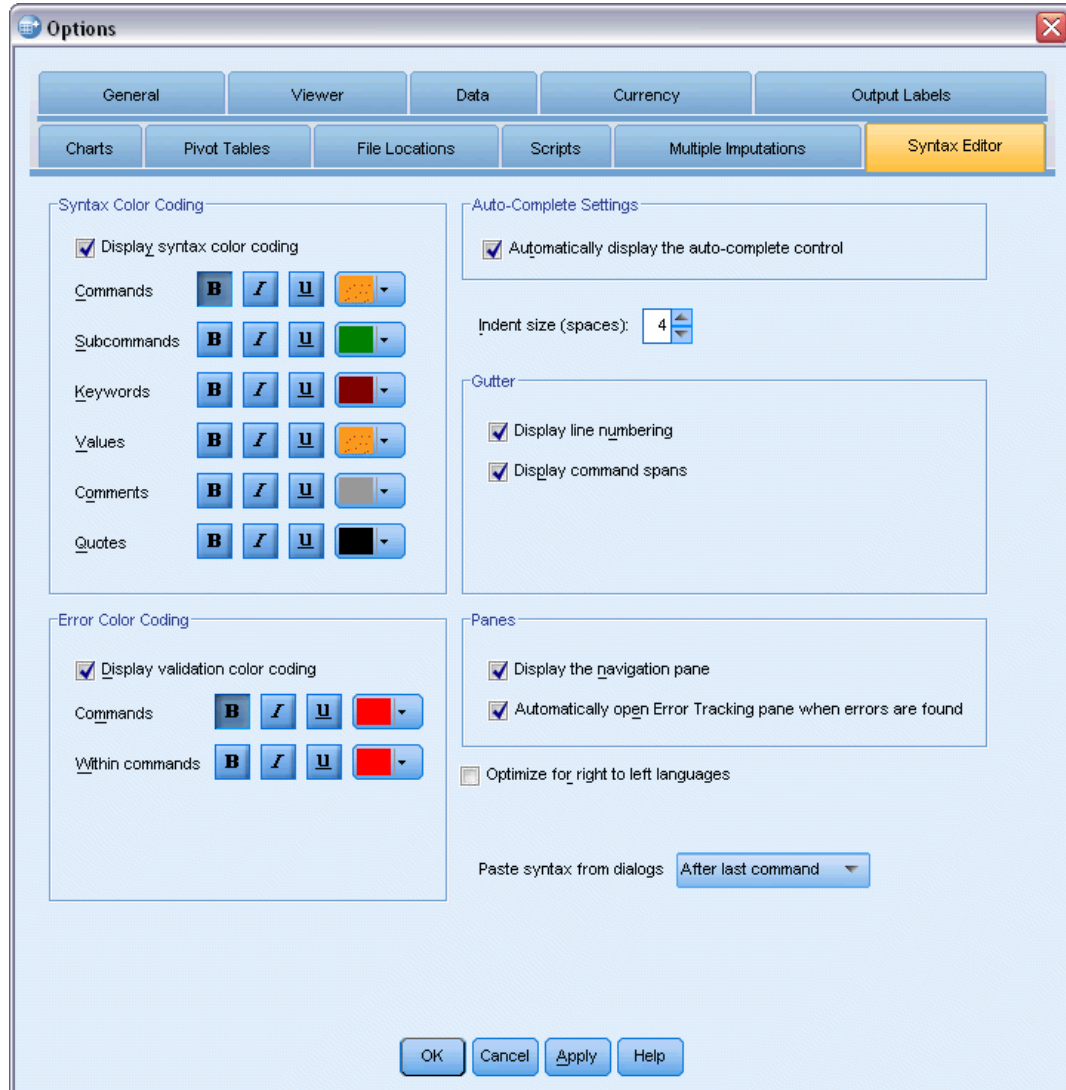 Options
General
Viewer
Data
Currency
Output Labels
Charts
Pivot Tables
File Locations
Scripts
Multiple Imputations
Syntax Editor
Syntax Color Coding
Display syntax color coding
Commands B I U
Subcommands B I U
Keywords B I U
Values B I U
Comments B I U
Quotes B I U
Error Color Coding
Display validation color coding
Commands B I U
Within commands B I U
Auto-Complete Settings
Automatically display the auto-complete control
Indent size (spaces): 4
Gutter
Display line numbering
Display command spans
Panes
Display the navigation pane
Automatically open Error Tracking pane when errors are found
Optimize for right to left languages
Paste syntax from dialogs After last command
OK
Cancel
Apply
Help